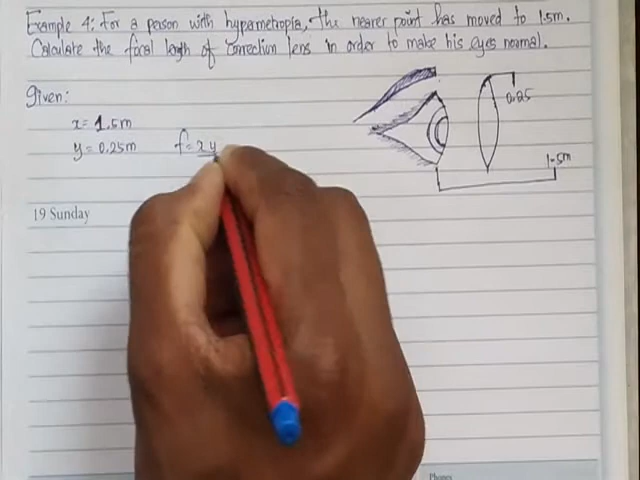 Example 4: For a person with hypametropia, the nearer point has moved to 1.5m.
Calculate the focal length of correction lens in order to make his eyes normal.
Given:
x = 1.5m
y = 0.25m
f = x y
0.25
1.5m
19 Sunday
Phones